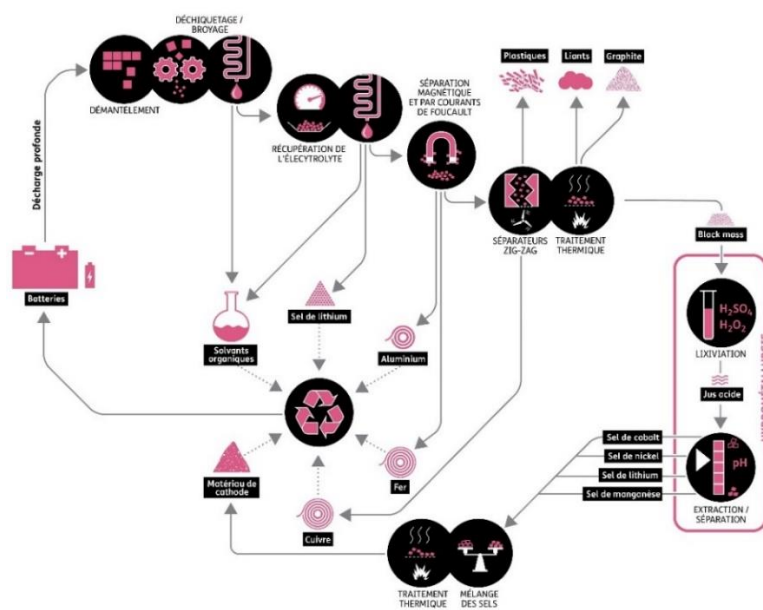 DÉCHIQUETAGE /
BROYAGE
DÉMANTELEMENT
Décharge profonde
RÉCUPÉRATION DE
L'ÉLECYTROLYTE
SÉPARATION
MAGNÉTIQUE
ET PAR COURANTS
DE FOUCAULT
Plastiques
Liants
Graphite
SÉPARATEURS
ZIG-ZAG
TRAITEMENT
THERMIQUE
Black mass
Batteries
Solvants
organiques
Sel de lithium
Aluminium
H₂SO₄
H₂O₂
LIXIVIATION
Jus acide
Sel de cobalt
Sel de nickel
Sel de lithium
Sel de manganèse
pH
EXTRACTION /
SÉPARATION
Matériau de
cathode
Cuivre
Fer
TRAITEMENT
THERMIQUE
MÉLANGE
DES SELS